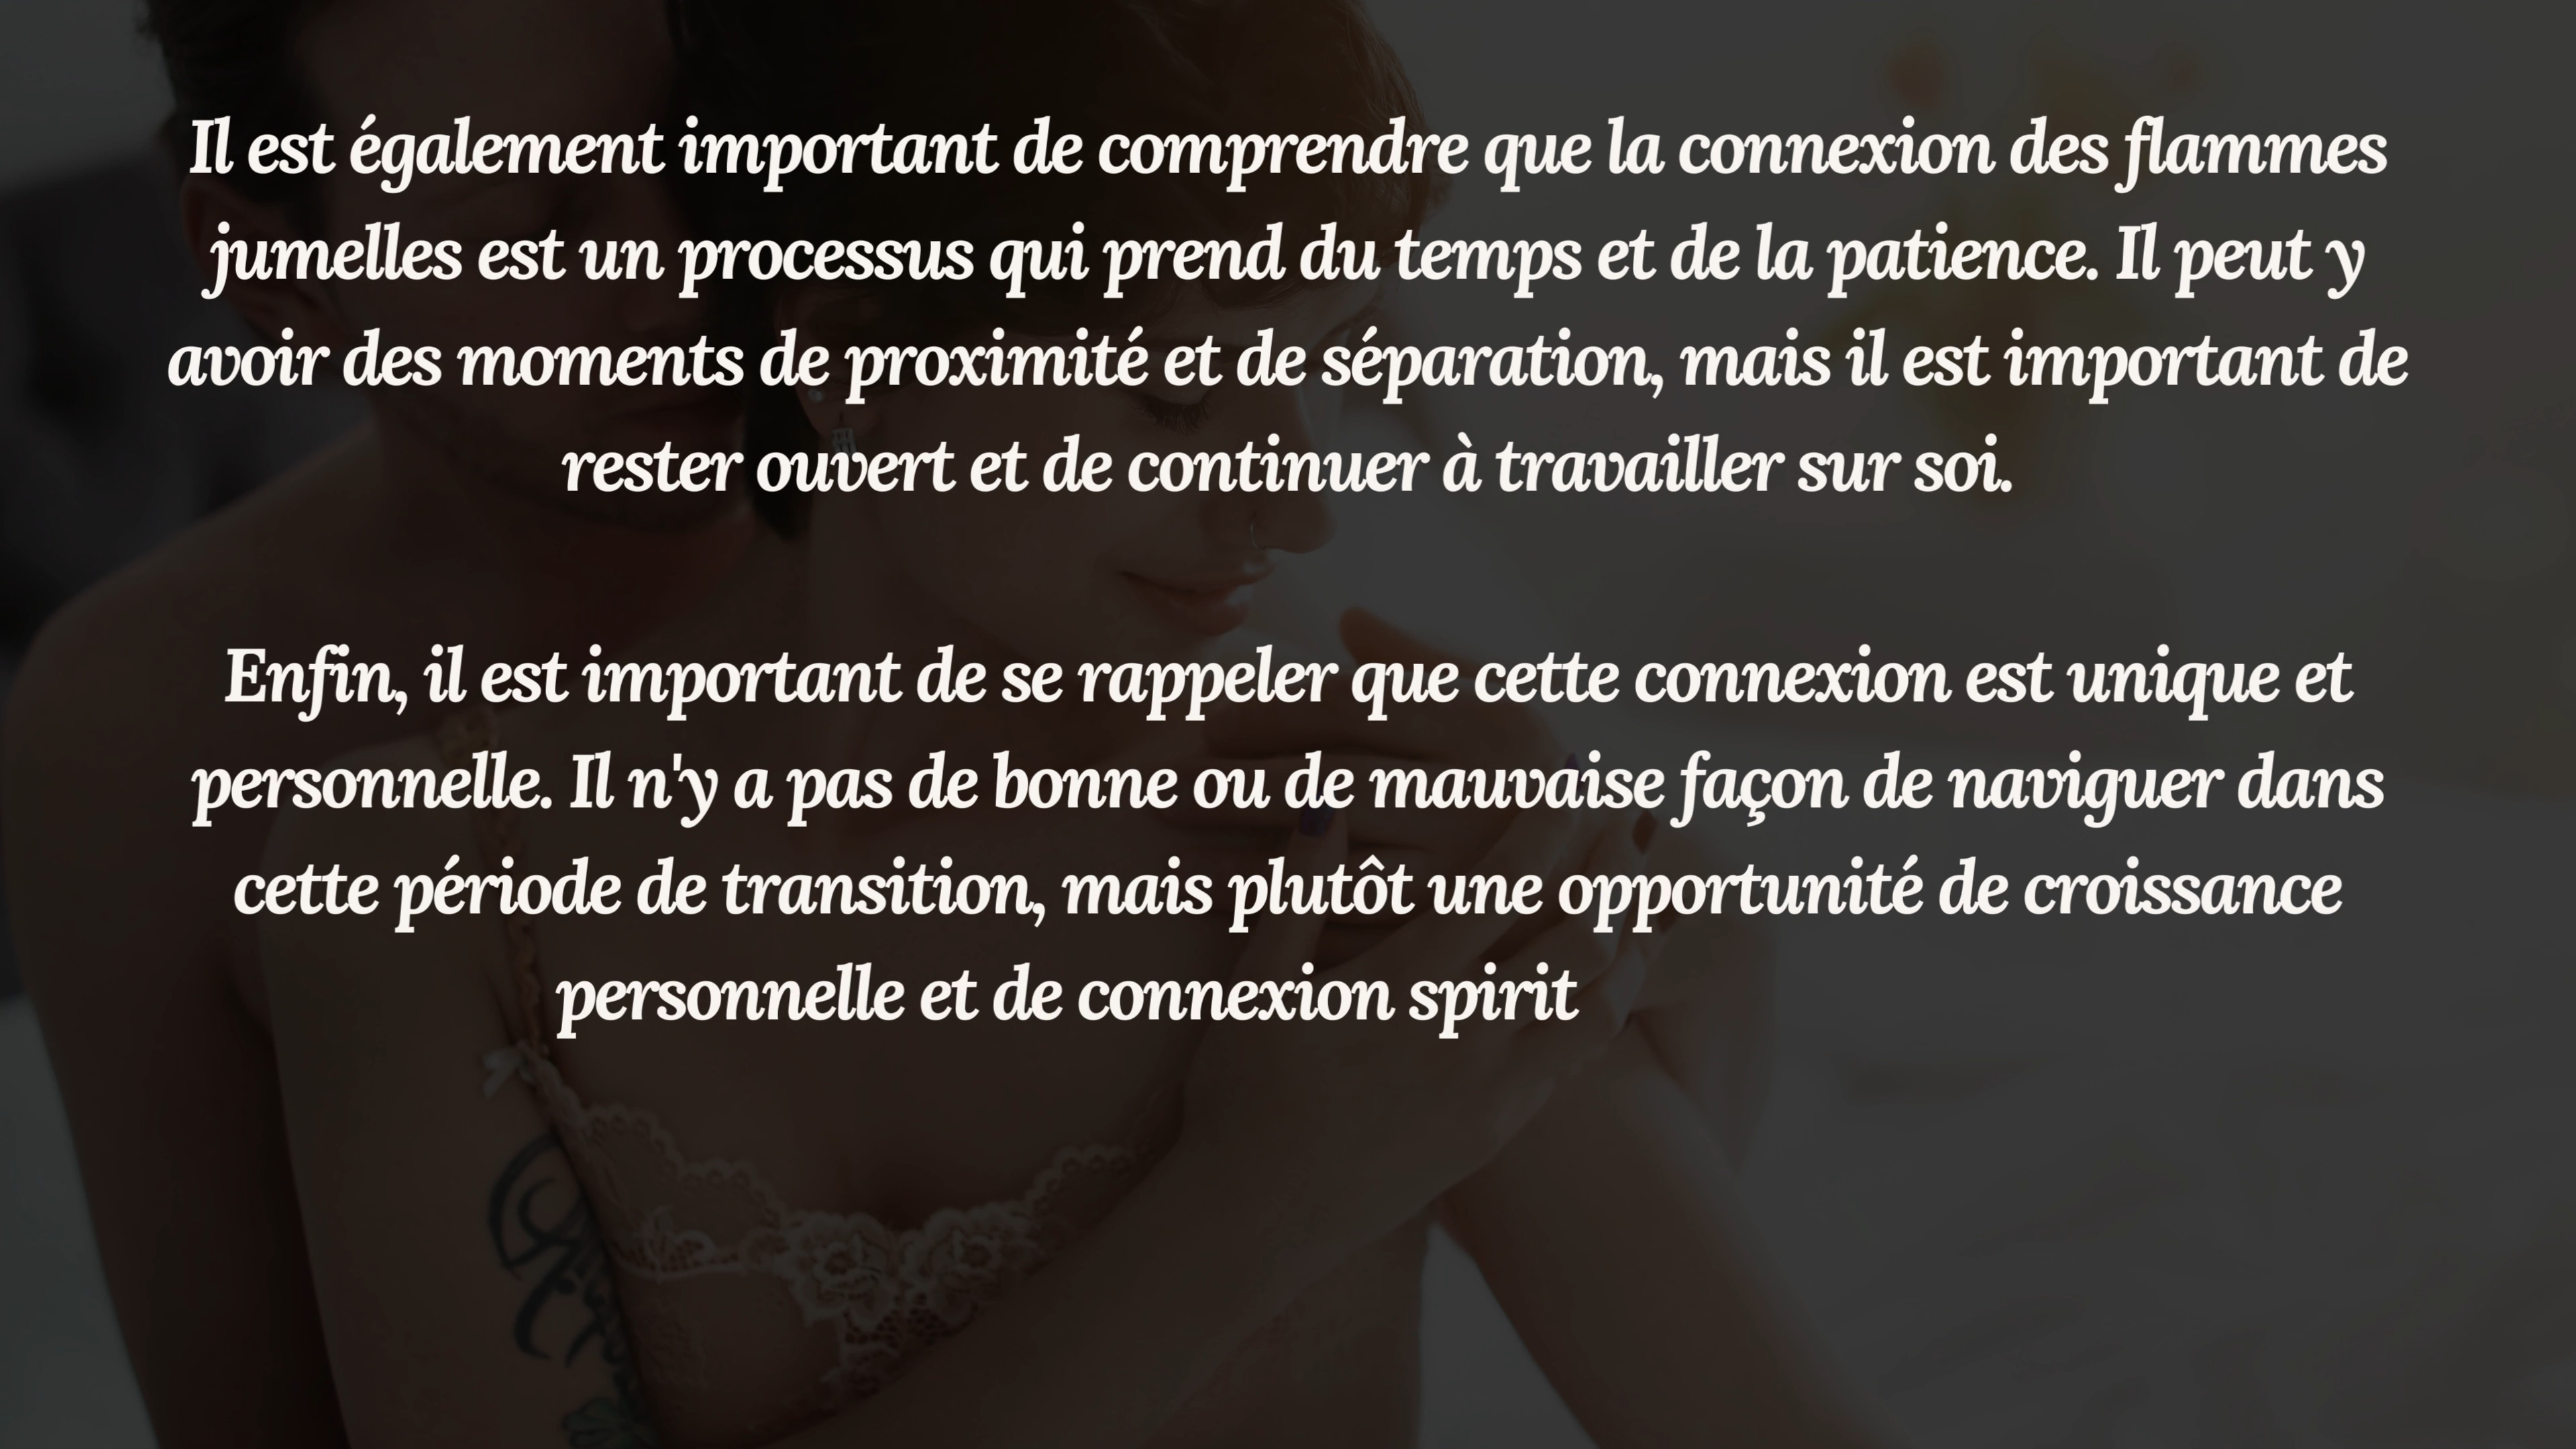 Il est également important de comprendre que la connexion des flammes
jumelles est un processus qui prend du temps et de la patience. Il peut y
avoir des moments de proximité et de séparation, mais il est important de
rester ouvert et de continuer à travailler sur soi.
Enfin, il est important de se rappeler que cette connexion est unique et
personnelle. Il n'y a pas de bonne ou de mauvaise façon de naviguer dans
cette période de transition, mais plutôt une opportunité de croissance
personnelle et de connexion spirit